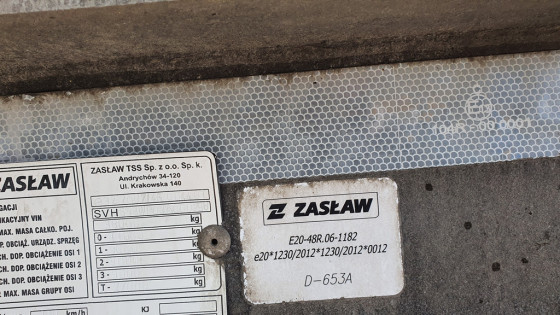 ZASŁAW TSS Sp. z o.o. Sp. k.
Andrychów 34-120
Ul. Krakowska 140
ZASŁAW
GACJI
IKACYJNY VIN
MAX. MASA CAŁKO. POJ.
OP. OBCIĄŻ. URZĄDZ. SPRZĘG
CH. DOP. OBCIĄŻENIE OSI 1
CH. DOP. OBCIĄŻENIE OSI 2
CH. DOP. OBCIĄŻENIE OSI 3
E MAX. MASA GRUPY OSI
SVH
kg
0- kg
1- kg
2- kg
3- kg
T- kg
km/h
KJ
ZASŁAW
E20-48R.06-1182
e20*1230/2012*1230/2012*0012
D-653A
104R